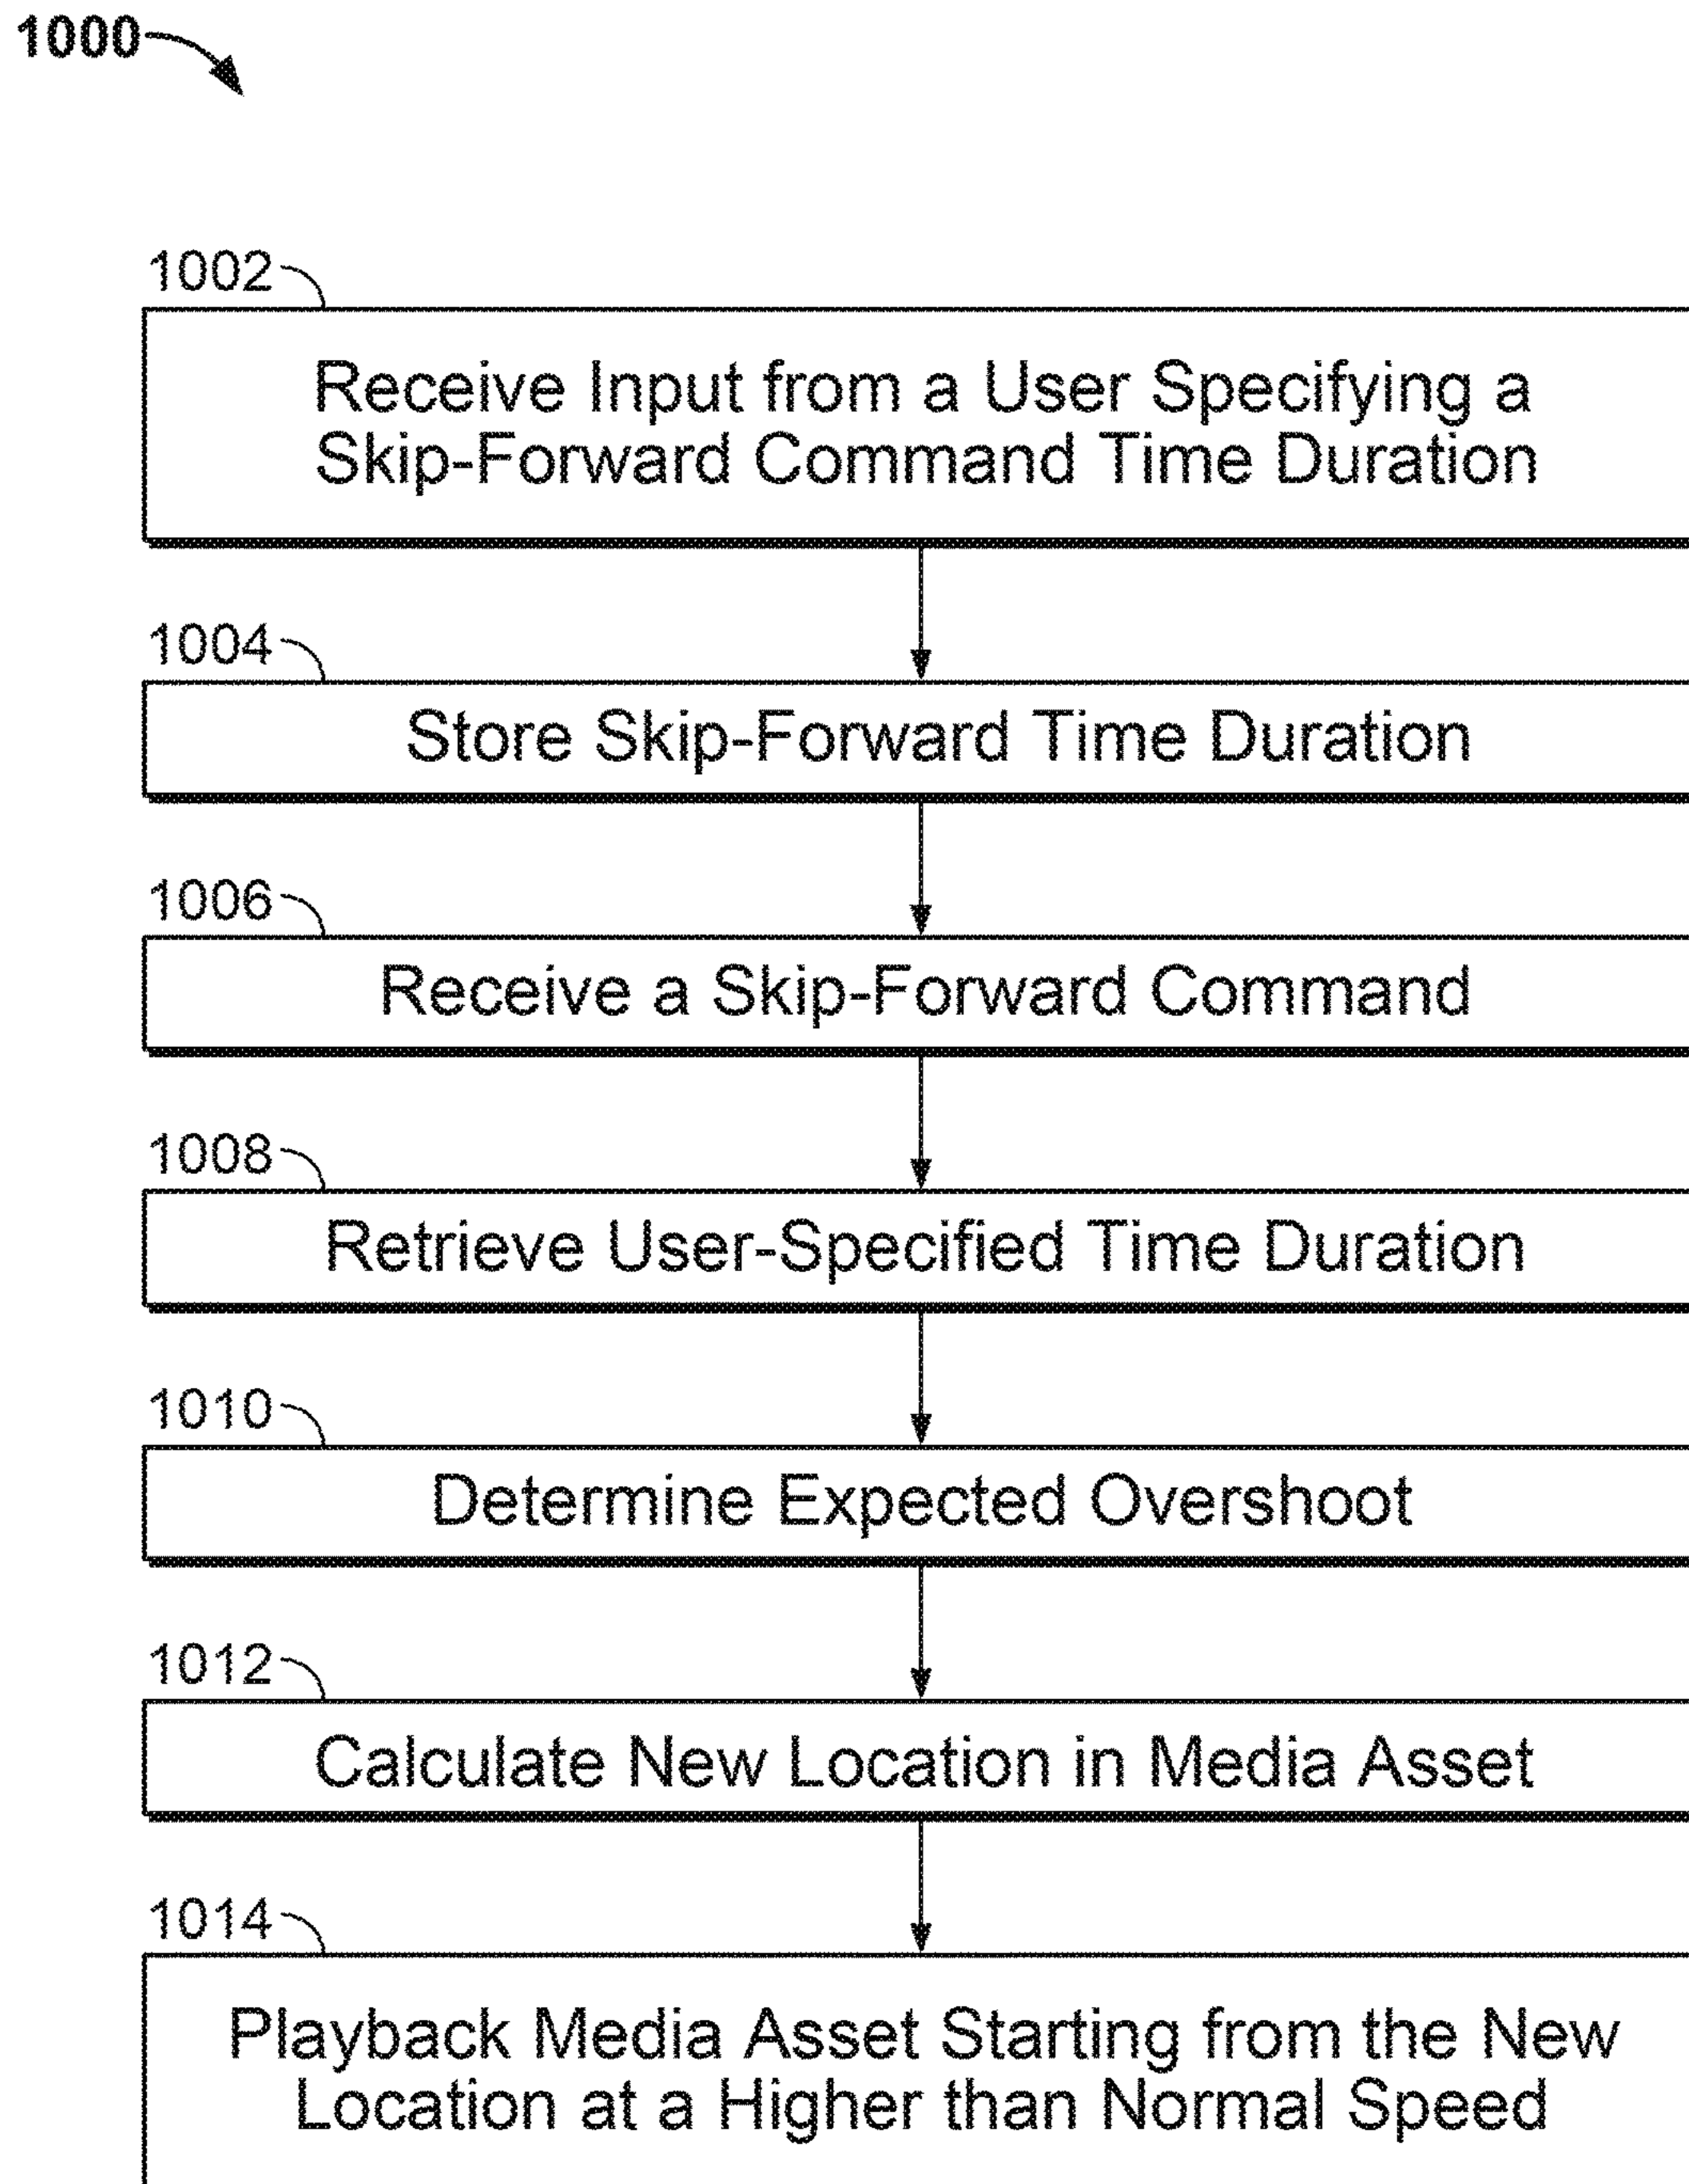 1000
1002
Receive Input from a User Specifying a
Skip-Forward Command Time Duration
1004
Store Skip-Forward Time Duration
1006
Receive a Skip-Forward Command
1008
Retrieve User-Specified Time Duration
1010
Determine Expected Overshoot
1012
Calculate New Location in Media Asset
1014
Playback Media Asset Starting from the New
Location at a Higher than Normal Speed